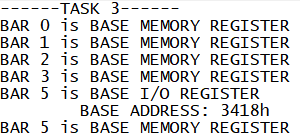 ------TASK 3------
BAR 0 is BASE MEMORY REGISTER
BAR 1 is BASE MEMORY REGISTER
BAR 2 is BASE MEMORY REGISTER
BAR 3 is BASE MEMORY REGISTER
BAR 5 is BASE I/O REGISTER
BASE ADDRESS: 3418h
BAR 5 is BASE MEMORY REGISTER